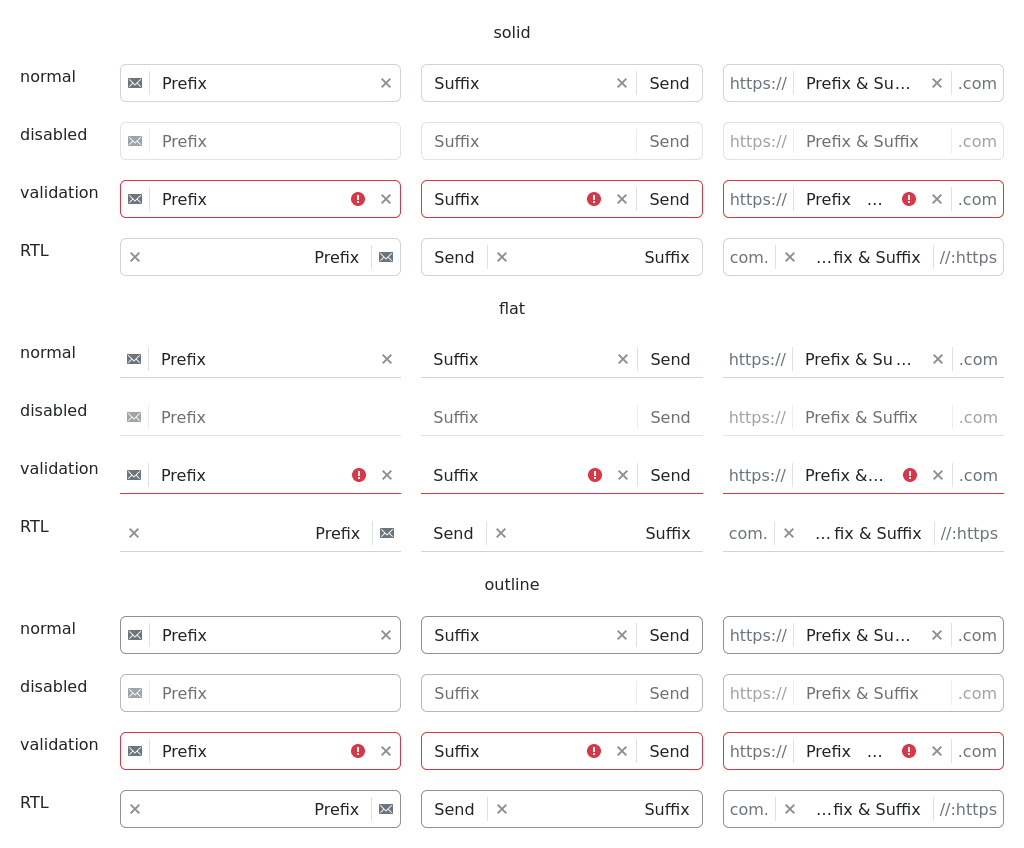 solid
normal Prefix Suffix Send https:// Prefix & Su... .com
disabled Prefix Suffix Send https:// Prefix & Suffix .com
validation Prefix Suffix Send https:// Prefix ... .com
RTL Prefix Send Suffix com. ...fix & Suffix //:https
flat
normal Prefix Suffix Send https:// Prefix & Su... .com
disabled Prefix Suffix Send https:// Prefix & Suffix .com
validation Prefix Suffix Send https:// Prefix &... .com
RTL Prefix Send Suffix com. ...fix & Suffix //:https
outline
normal Prefix Suffix Send https:// Prefix & Su... .com
disabled Prefix Suffix Send https:// Prefix & Suffix .com
validation Prefix Suffix Send https:// Prefix ... .com
RTL Prefix Send Suffix com. ...fix & Suffix //:https